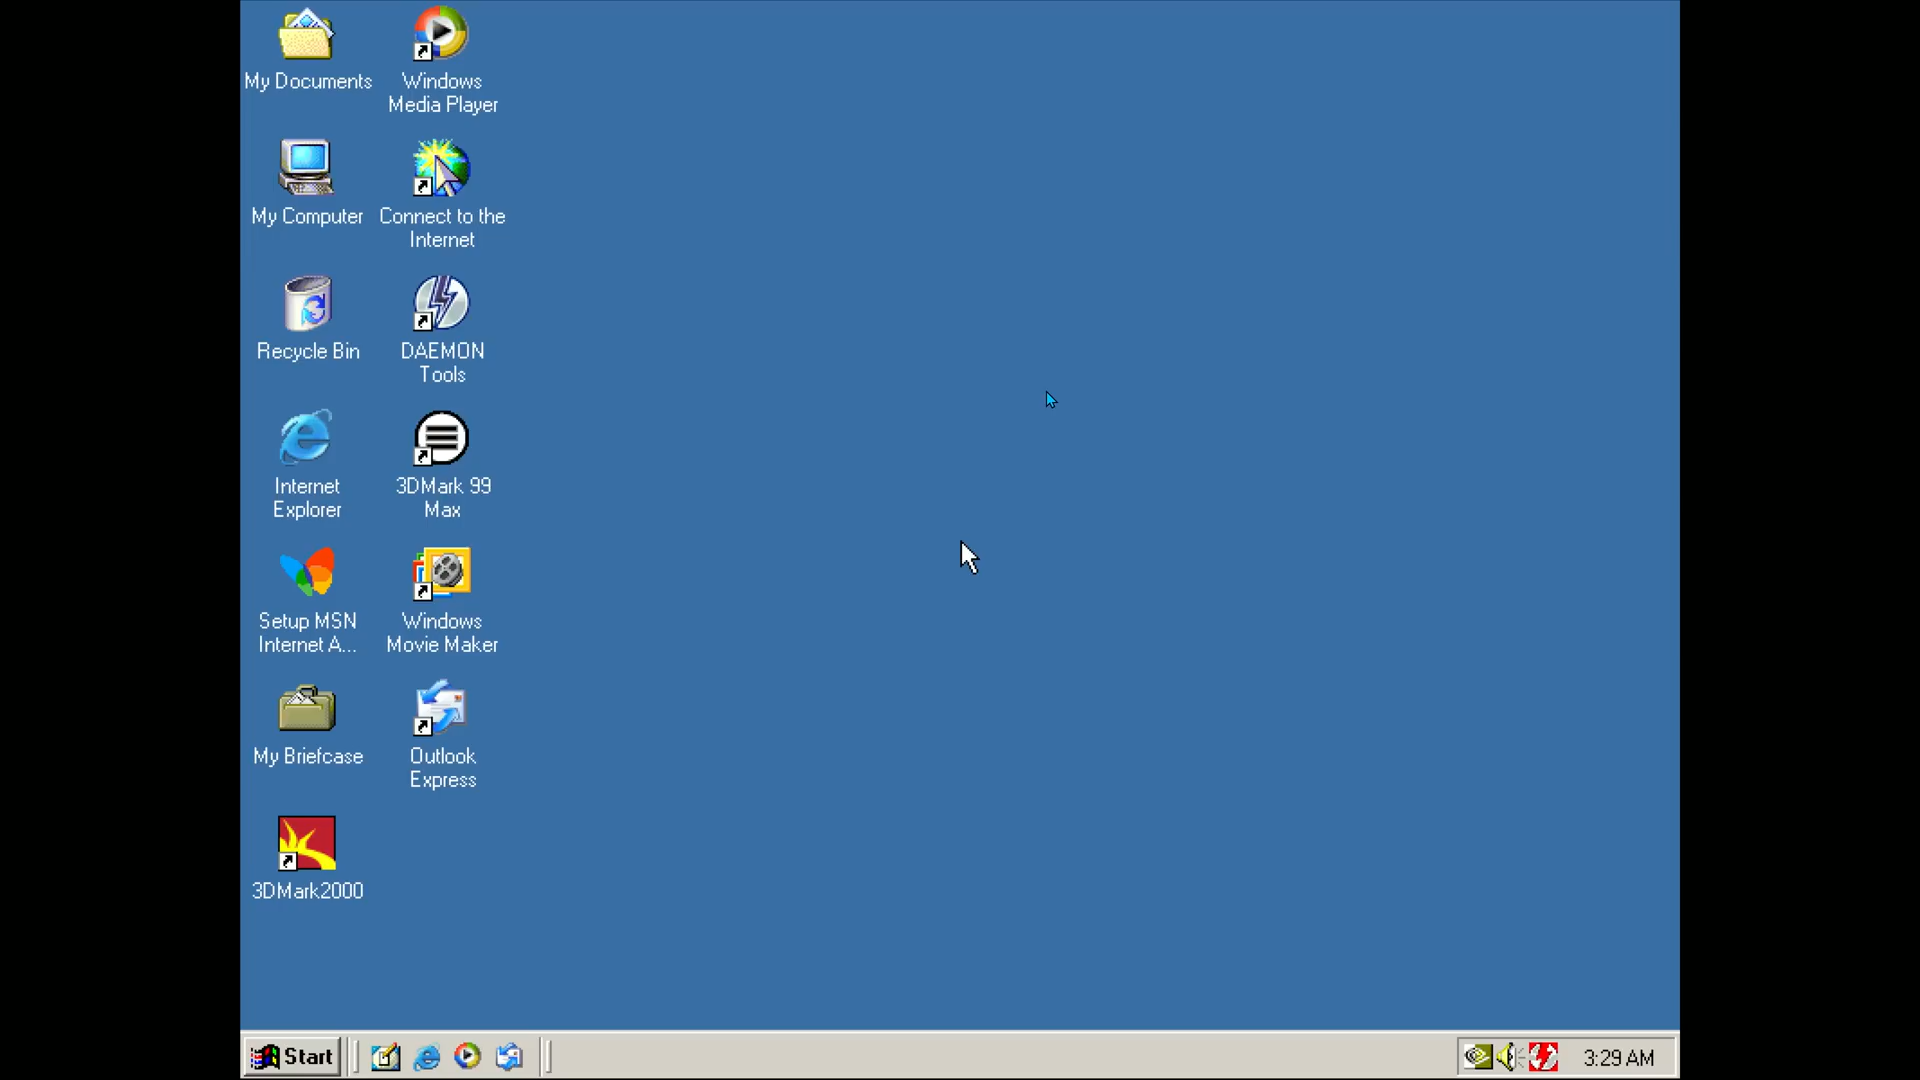 My Documents
Windows
Media Player
My Computer
Connect to the
Internet
Recycle Bin
DAEMON
Tools
Internet
Explorer
3DMark 99
Max
Setup MSN
Internet A...
Windows
Movie Maker
My Briefcase
Outlook
Express
3DMark2000
Start
3:29 AM